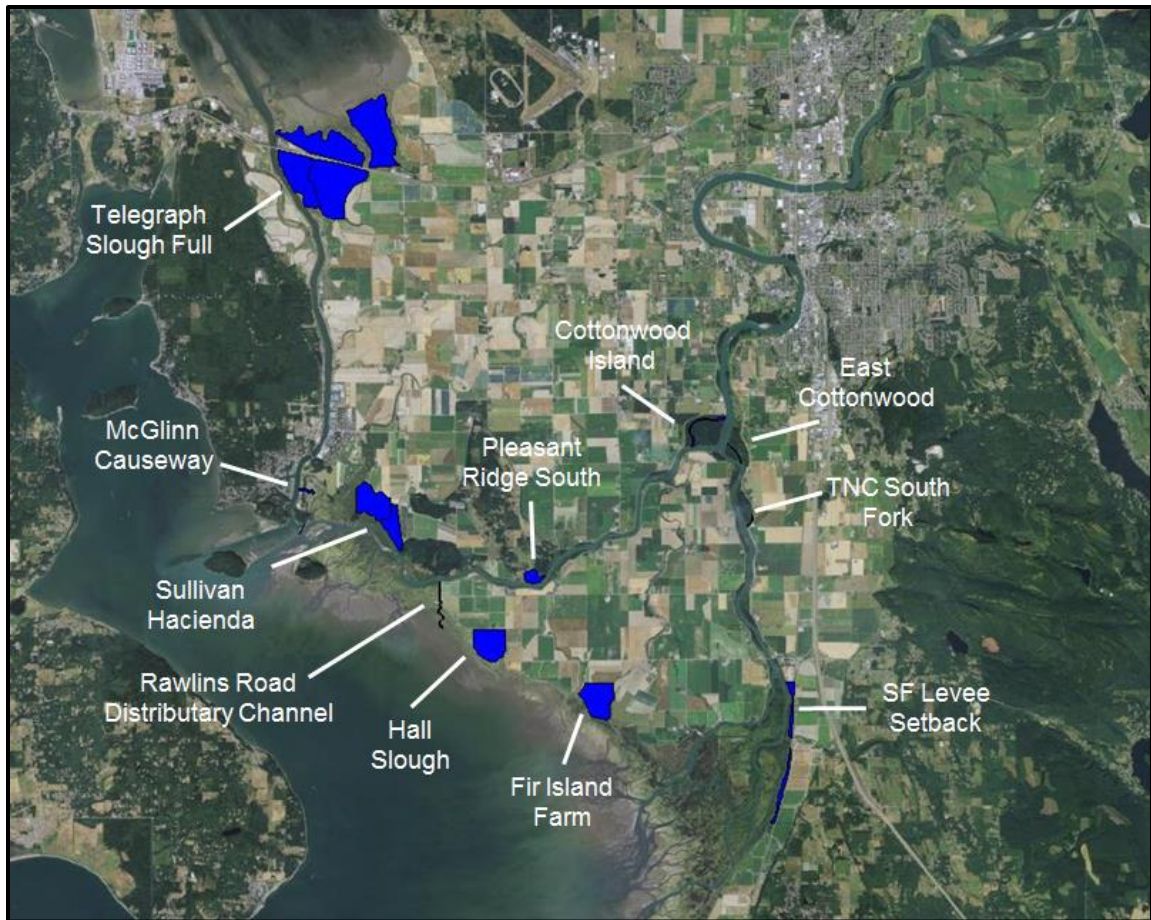 Telegraph
Slough Full
Cottonwood
Island
East
Cottonwood
McGlinn
Causeway
Pleasant
Ridge South
TNC South
Fork
Sullivan
Hacienda
Rawlins Road
Distributary Channel
SF Levee
Setback
Hall
Slough
Fir Island
Farm